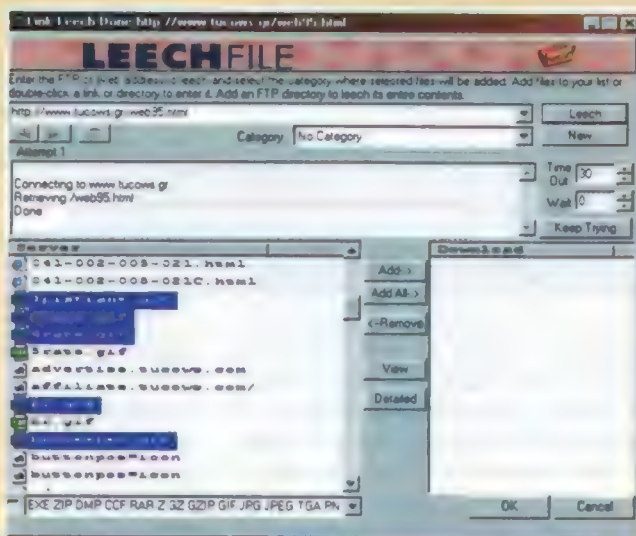 Link Leech Done http://www.tucows.gr/web95.html
LEECHFILE
Enter the FTP or Web address to leech and select the category where selected files will be added. Add files to your list or
double-click a link or directory to enter it. Add an FTP directory to leech its entire contents.
http://www.tucows.gr/web95.html
Leech
Category
No Category
New
Attempt 1
Connecting to www.tucows.gr
Retrieving /web95.html
Done
Time Out 30
Wait 0
Keep Trying
Server
Download
041-002-008-021.html
041-002-008-021C.html
5rate.gif
advertise.tucows.com
affiliate.tucows.com/
buttonpos=icon
buttonpos=icon
Add->
Add All->
<-Remove
View
Detailed
EXE ZIP DMP CCF RAR Z GZ GZIP GIF JPG JPEG TGA PN
OK
Cancel